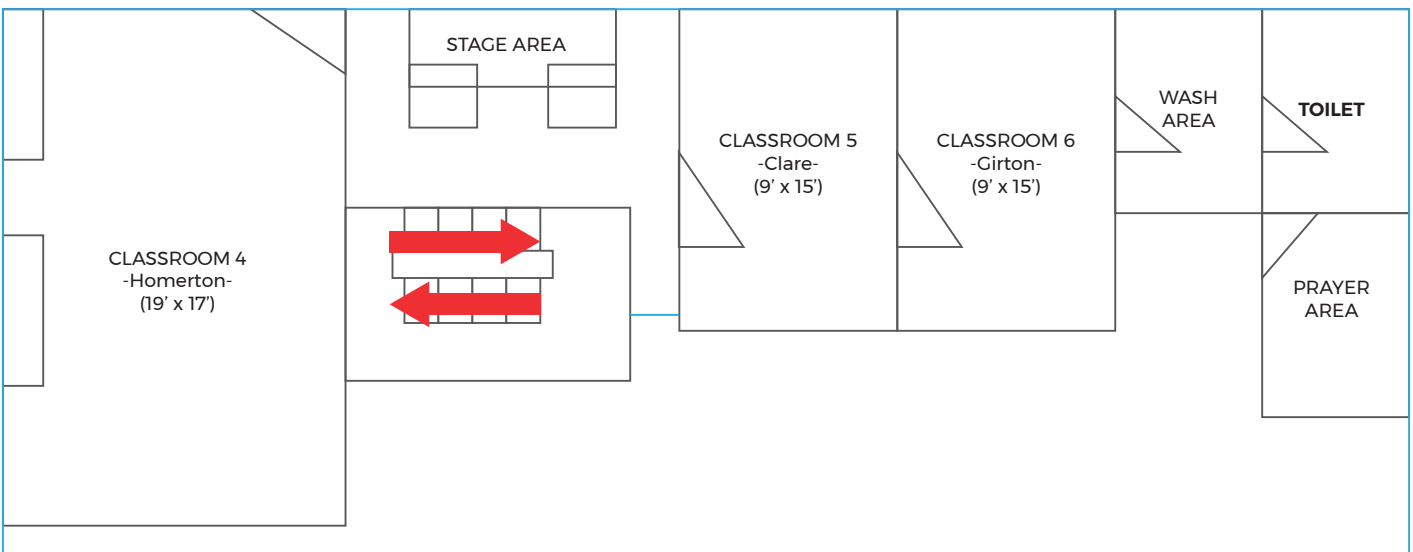 STAGE AREA
CLASSROOM 4
-Homerton-
(19’ x 17’)
CLASSROOM 5
-Clare-
(9’ x 15’)
CLASSROOM 6
-Girton-
(9’ x 15’)
WASH
AREA
TOILET
PRAYER
AREA